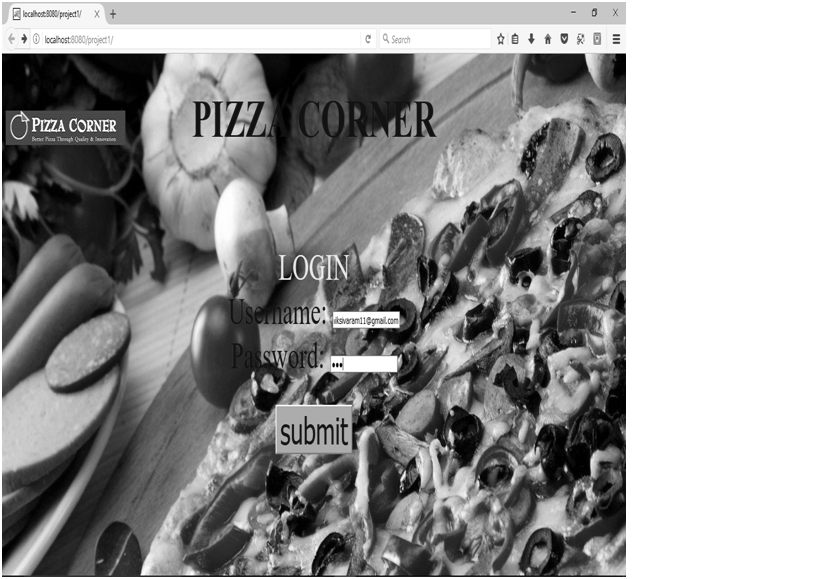 localhost:8080/project1/
localhost:8080/project1/
Search
PIZZA CORNER
PIZZA CORNER
Better Pizza Through Quality & Innovation
LOGIN
Username: iksivaram11@gmail.com
Password: •••
submit